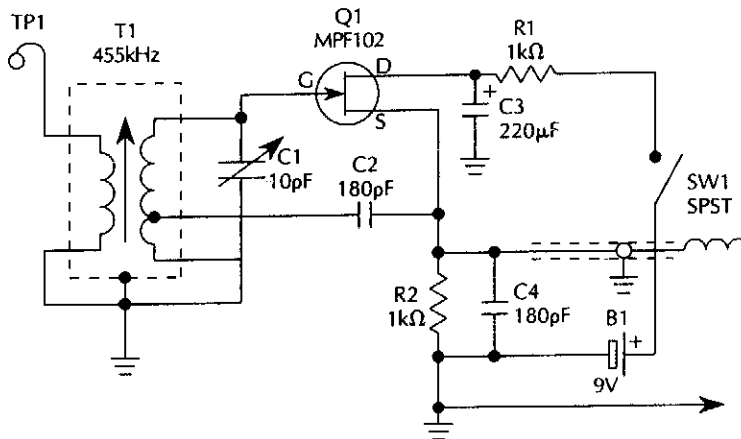 TP1
T1
455kHz
Q1
MPF102
G
D
S
R1
1kΩ
+
C3
220μF
C1
10pF
C2
180pF
SW1
SPST
R2
1kΩ
C4
180pF
B1
+
9V